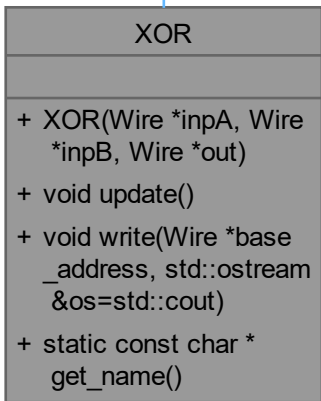 XOR
+ XOR(Wire *inpA, Wire
*inpB, Wire *out)
+ void update()
+ void write(Wire *base
_address, std::ostream
&os=std::cout)
+ static const char *
get_name()